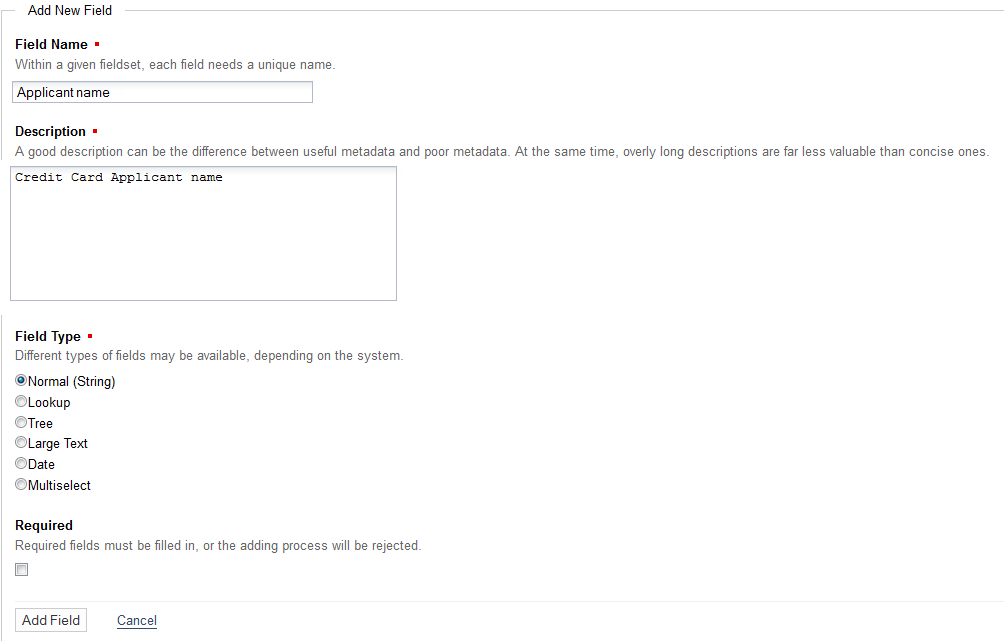 Add New Field
Field Name
Within a given fieldset, each field needs a unique name.
Applicant name
Description
A good description can be the difference between useful metadata and poor metadata. At the same time, overly long descriptions are far less valuable than concise ones.
Credit Card Applicant name
Field Type
Different types of fields may be available, depending on the system.
Normal (String)
Lookup
Tree
Large Text
Date
Multiselect
Required
Required fields must be filled in, or the adding process will be rejected.
Add Field Cancel